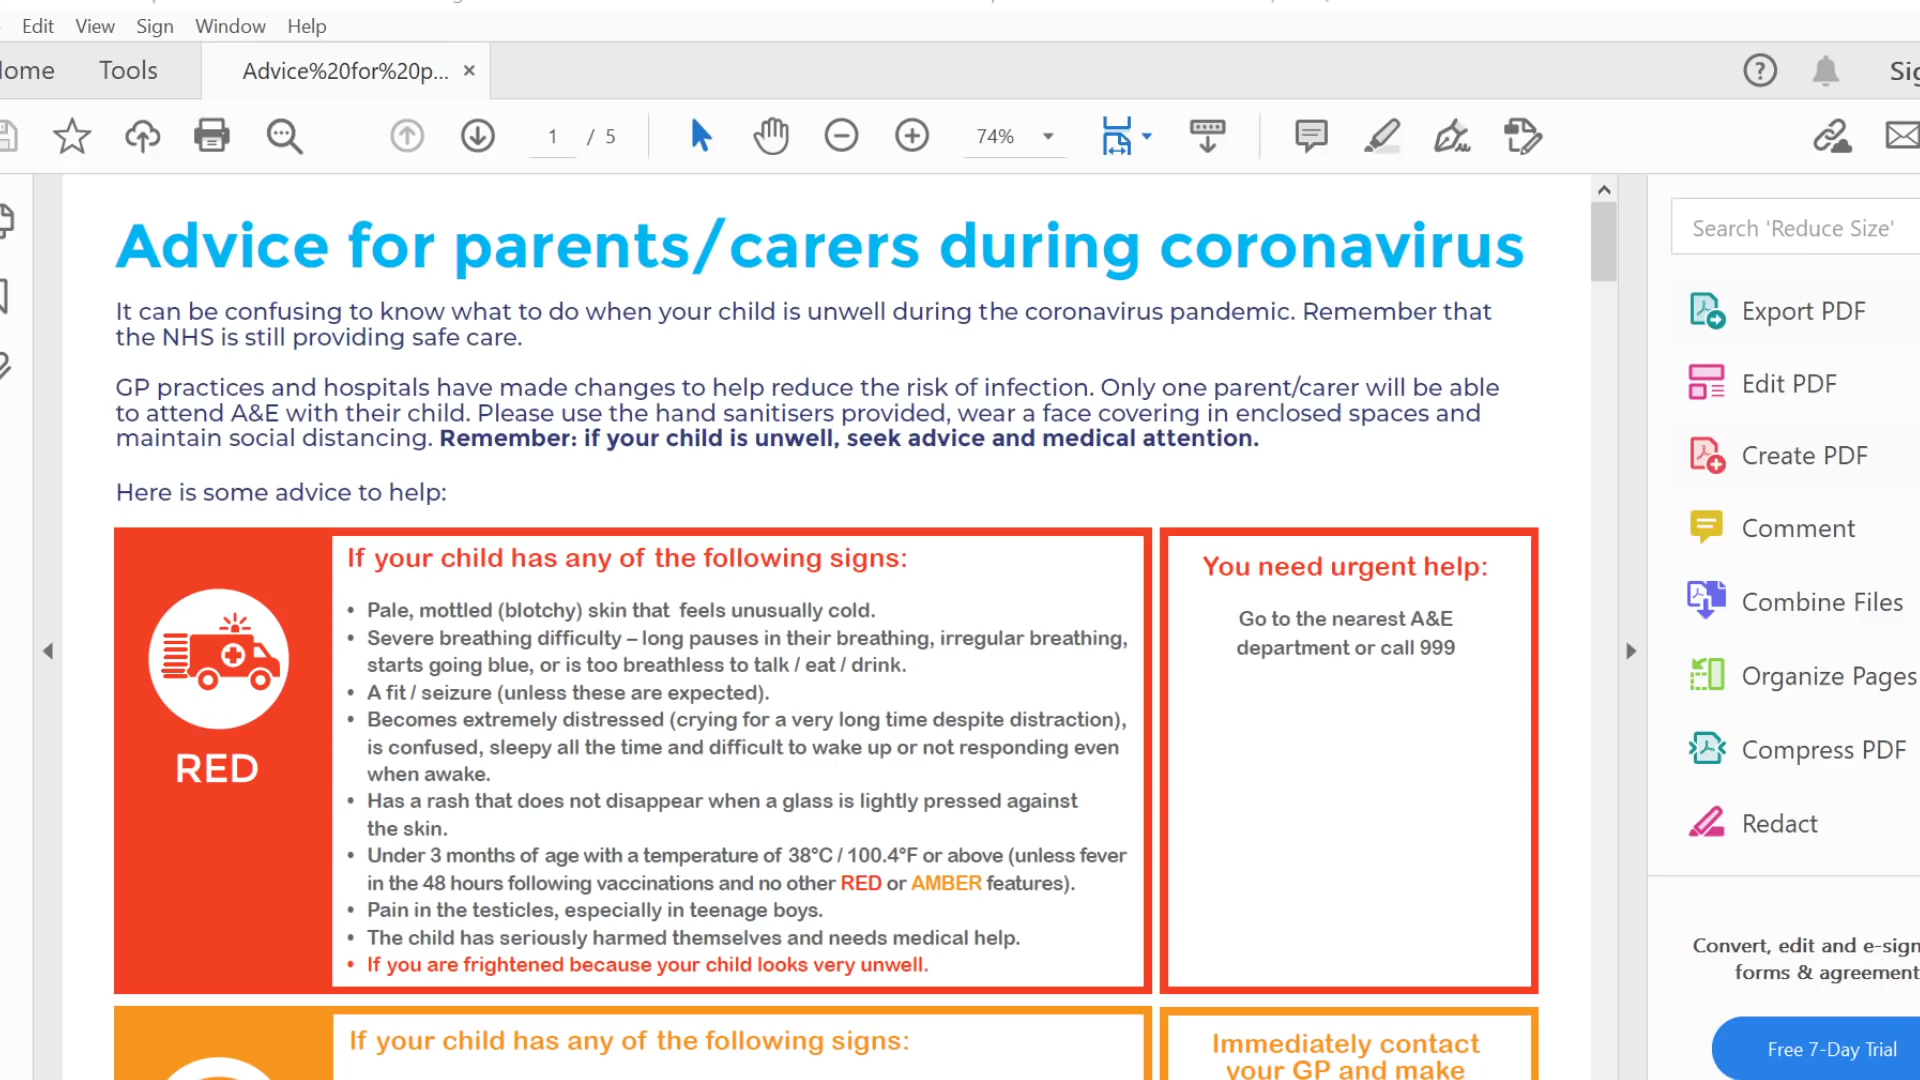 Edit View Sign Window Help
Tools
Advice%20for%20p... ×
1 / 5
74%
Search 'Reduce Size'
Export PDF
Edit PDF
Create PDF
Comment
Combine Files
Organize Pages
Compress PDF
Redact
Convert, edit and e-sign
forms & agreement
Free 7-Day Trial
Advice for parents/carers during coronavirus
It can be confusing to know what to do when your child is unwell during the coronavirus pandemic. Remember that
the NHS is still providing safe care.
GP practices and hospitals have made changes to help reduce the risk of infection. Only one parent/carer will be able
to attend A&E with their child. Please use the hand sanitisers provided, wear a face covering in enclosed spaces and
maintain social distancing. Remember: if your child is unwell, seek advice and medical attention.
Here is some advice to help:
RED
If your child has any of the following signs:
• Pale, mottled (blotchy) skin that feels unusually cold.
• Severe breathing difficulty – long pauses in their breathing, irregular breathing,
starts going blue, or is too breathless to talk / eat / drink.
• A fit / seizure (unless these are expected).
• Becomes extremely distressed (crying for a very long time despite distraction),
is confused, sleepy all the time and difficult to wake up or not responding even
when awake.
• Has a rash that does not disappear when a glass is lightly pressed against
the skin.
• Under 3 months of age with a temperature of 38°C / 100.4°F or above (unless fever
in the 48 hours following vaccinations and no other RED or AMBER features).
• Pain in the testicles, especially in teenage boys.
• The child has seriously harmed themselves and needs medical help.
• If you are frightened because your child looks very unwell.
You need urgent help:
Go to the nearest A&E
department or call 999
If your child has any of the following signs:
Immediately contact
your GP and make